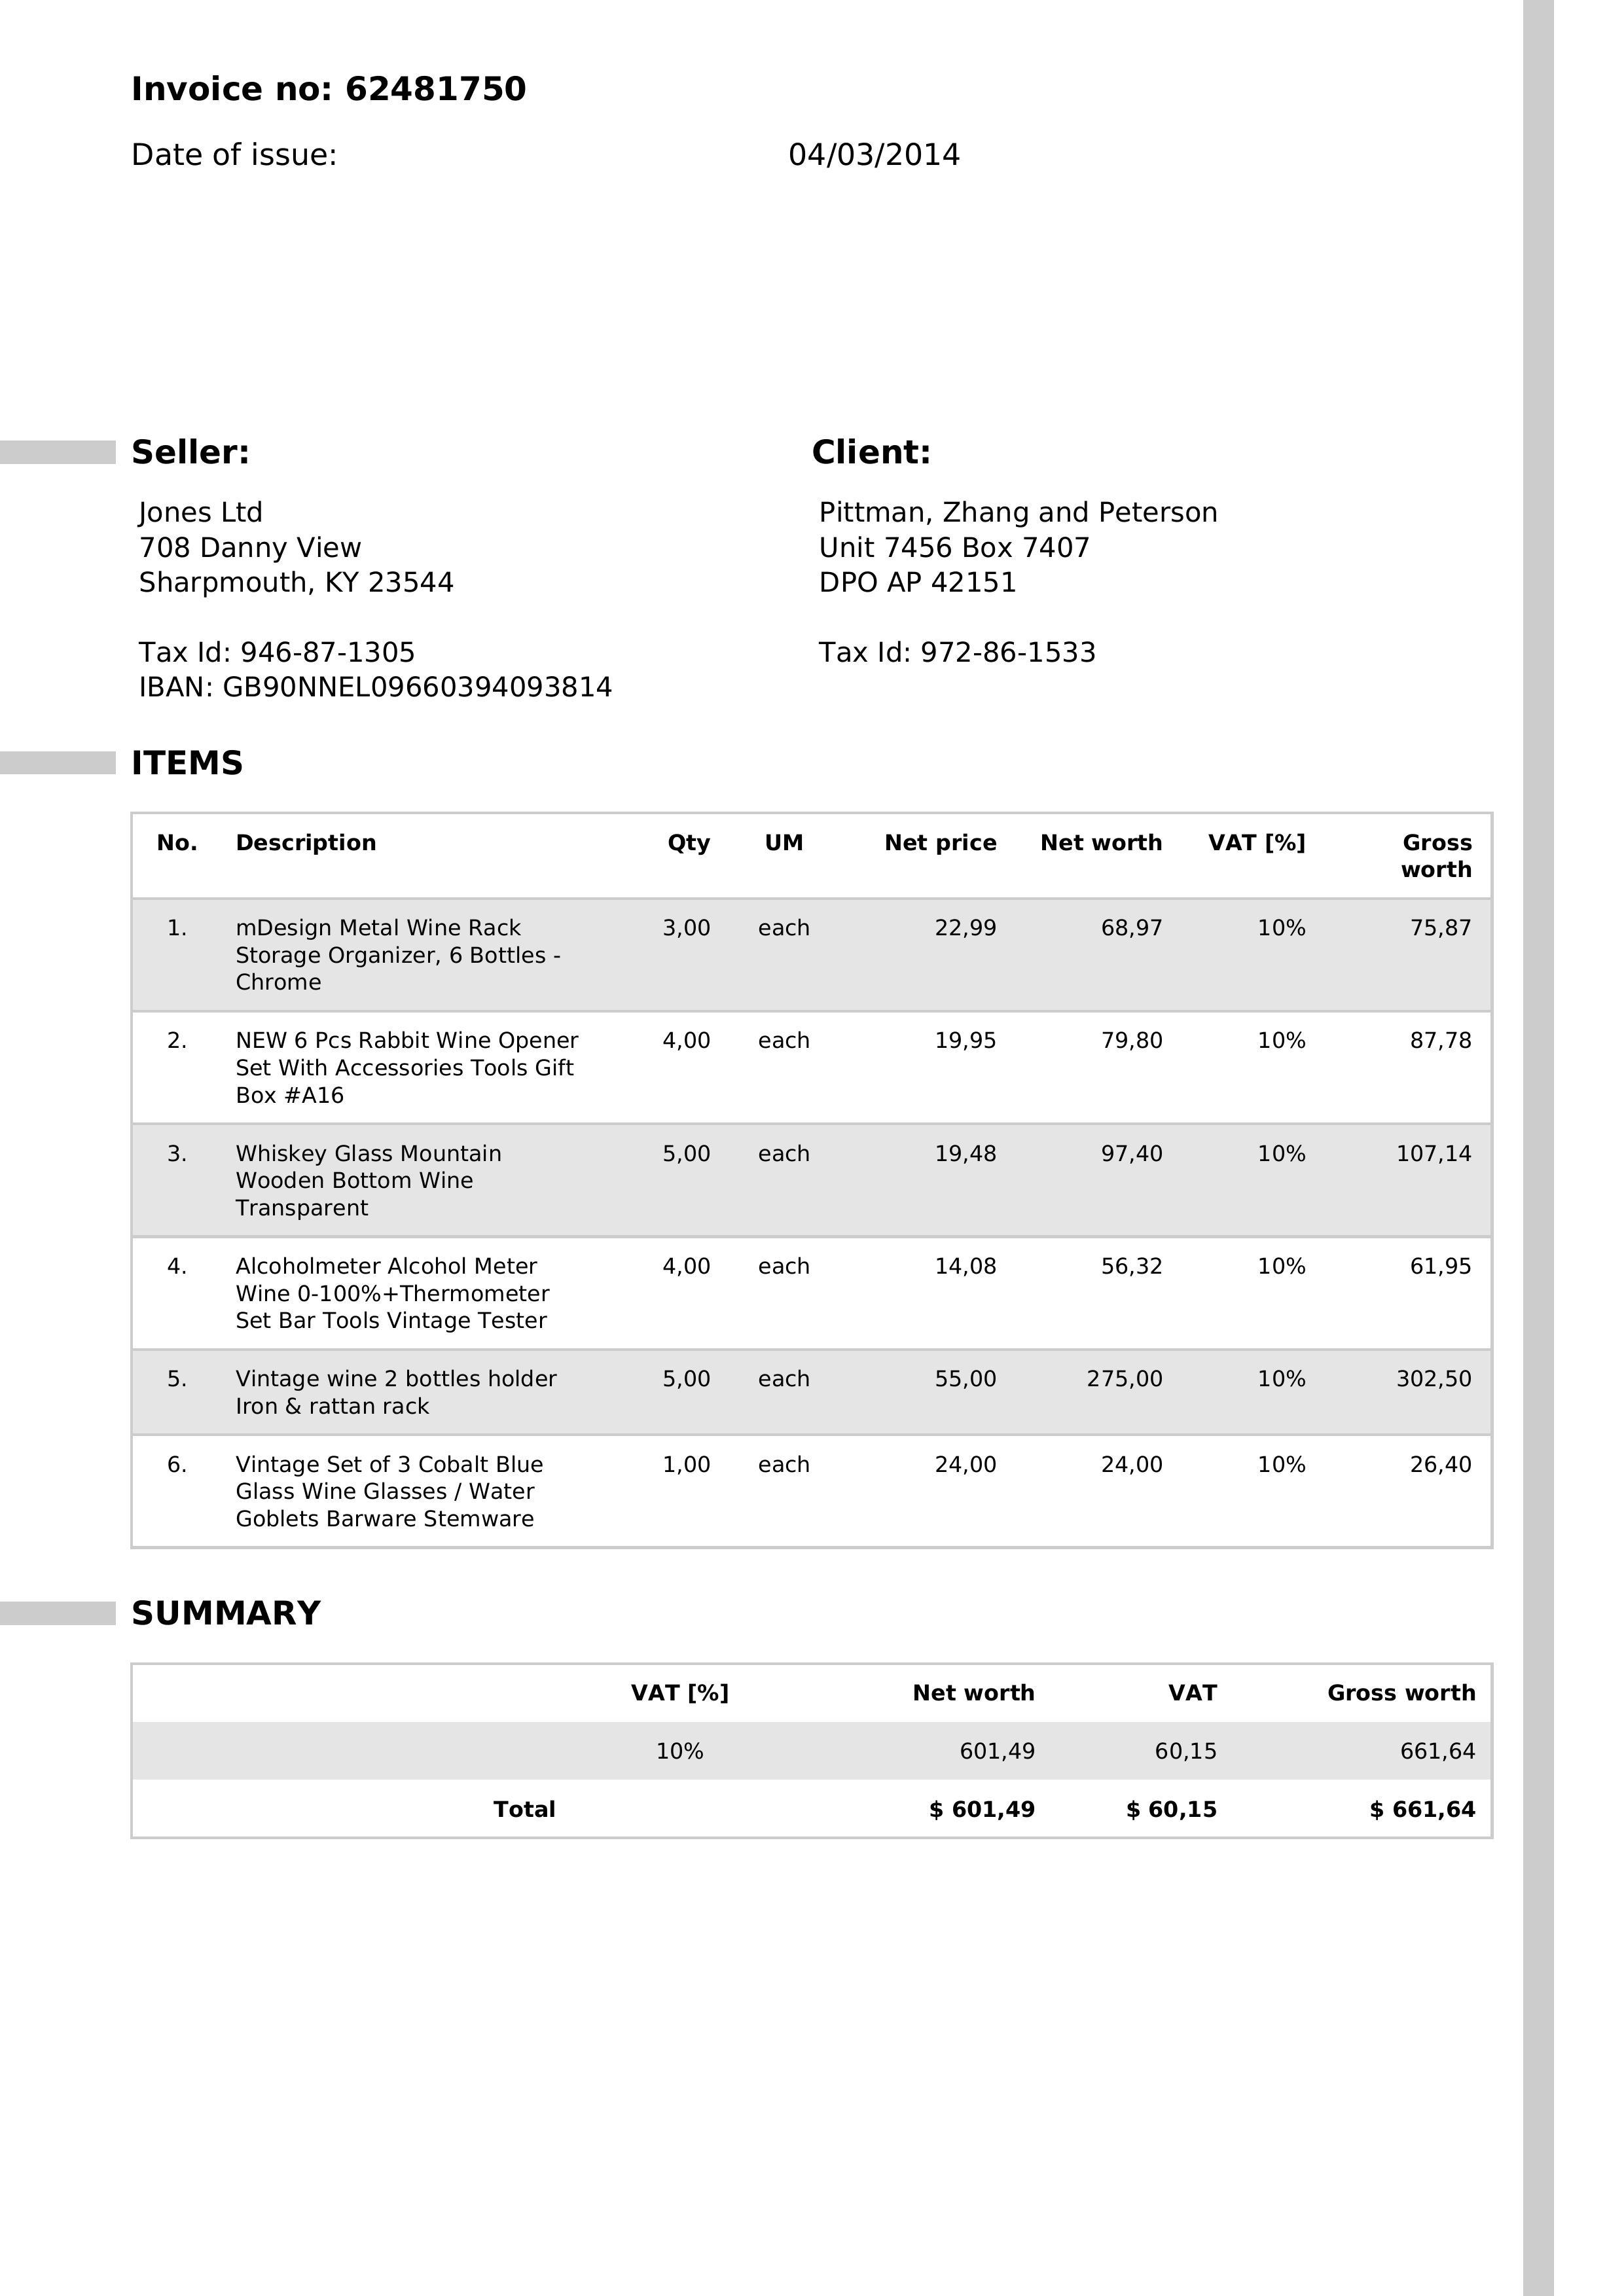 Invoice no: 62481750
Date of issue: 04/03/2014
Seller:
Jones Ltd
708 Danny View
Sharpmouth, KY 23544
Tax Id: 946-87-1305
IBAN: GB90NNEL09660394093814
Client:
Pittman, Zhang and Peterson
Unit 7456 Box 7407
DPO AP 42151
Tax Id: 972-86-1533
ITEMS
No. Description Qty UM Net price Net worth VAT [%] Gross
worth
1. mDesign Metal Wine Rack 3,00 each 22,99 68,97 10% 75,87
Storage Organizer, 6 Bottles -
Chrome
2. NEW 6 Pcs Rabbit Wine Opener 4,00 each 19,95 79,80 10% 87,78
Set With Accessories Tools Gift
Box #A16
3. Whiskey Glass Mountain 5,00 each 19,48 97,40 10% 107,14
Wooden Bottom Wine
Transparent
4. Alcoholmeter Alcohol Meter 4,00 each 14,08 56,32 10% 61,95
Wine 0-100%+Thermometer
Set Bar Tools Vintage Tester
5. Vintage wine 2 bottles holder 5,00 each 55,00 275,00 10% 302,50
Iron & rattan rack
6. Vintage Set of 3 Cobalt Blue 1,00 each 24,00 24,00 10% 26,40
Glass Wine Glasses / Water
Goblets Barware Stemware
SUMMARY
VAT [%] Net worth VAT Gross worth
10% 601,49 60,15 661,64
Total $ 601,49 $ 60,15 $ 661,64